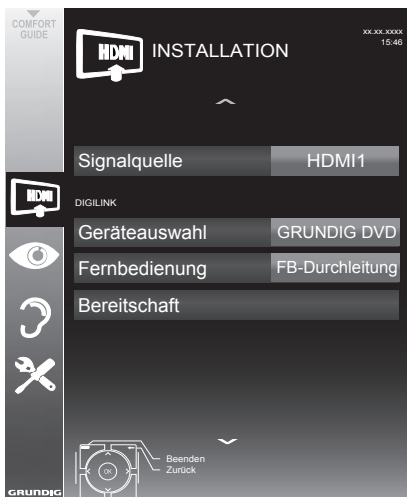 COMFORT
GUIDE
HDMI INSTALLATION
xx.xx.xxxx
15:46
Signalquelle HDMI1
HDMI
DIGILINK
Geräteauswahl GRUNDIG DVD
Fernbedienung FB-Durchleitung
Bereitschaft
Beenden
OK
Zurück
GRUNDIG